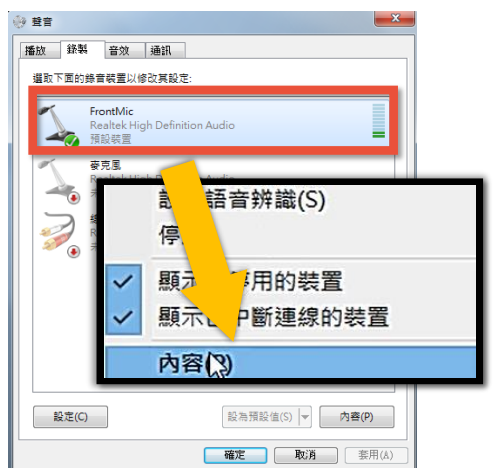 聲音
播放 錄製 音效 通訊
選取下面的錄音裝置以修改其設定:
FrontMic
Realtek High Definition Audio
預設裝置
麥克風
語音辨識(S)
停
顯示 用的裝置
顯示 中斷連線的裝置
內容
設定(C) 設為預設值(S) 內容(P)
確定 取消 套用(A)